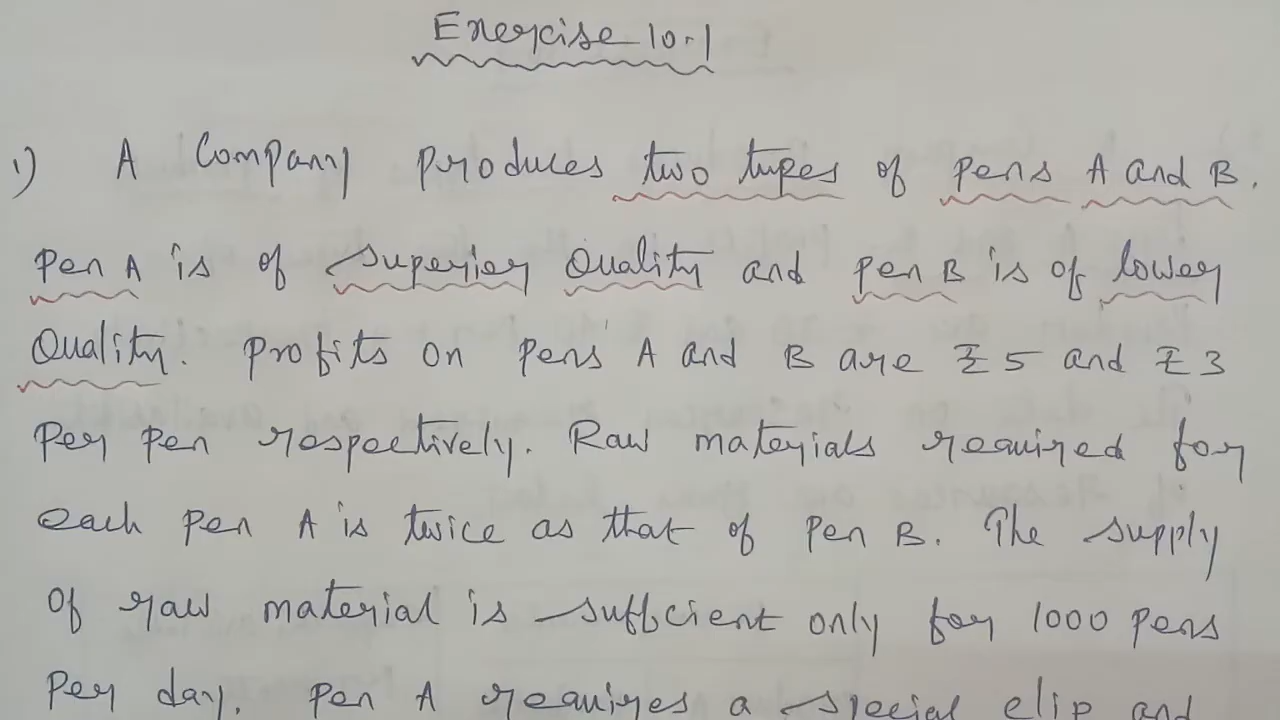 Exercise 10.1
1) A Company produces two types of pens A and B.
Pen A is of superior quality and pen B is of lower
Quality. Profits on pens A and B are ₹5 and ₹3
per pen respectively. Raw materials required for
each pen A is twice as that of pen B. The supply
of raw material is sufficient only for 1000 pens
per day. Pen A requires a special clip and